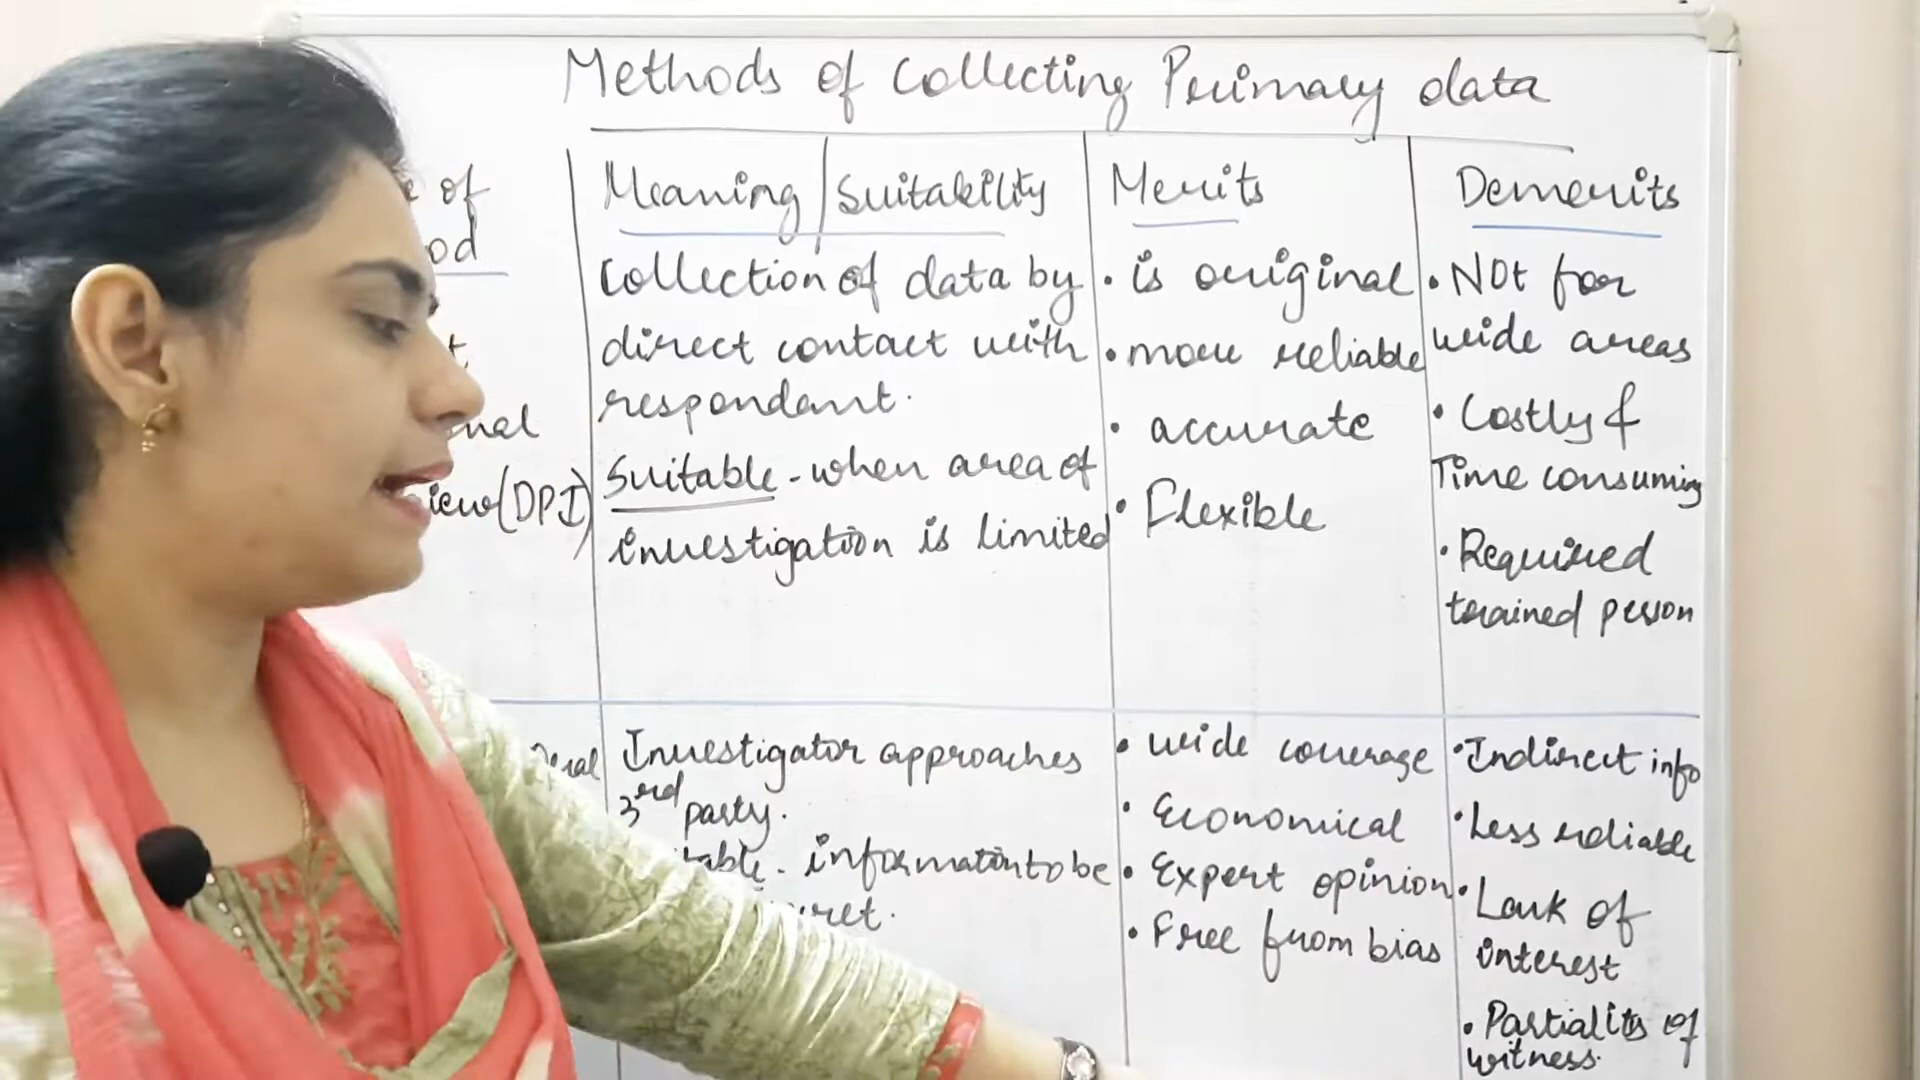 Methods of Collecting Primary data
of
Meaning / Suitability
Merits
Demerits
Collection of data by
direct contact with
respondant.
Suitable - when area of
investigation is limited
(DPI)
• is original
• more reliable
• accurate
• Flexible
• Not for
wide areas
• Costly &
Time consuming
• Required
trained person
Investigator approaches
3rd party.
- information to be
• wide coverage
• Economical
• Expert opinion
• Free from bias
• Indirect info
• Less reliable
• Lack of
interest
• Partiality of
witness.